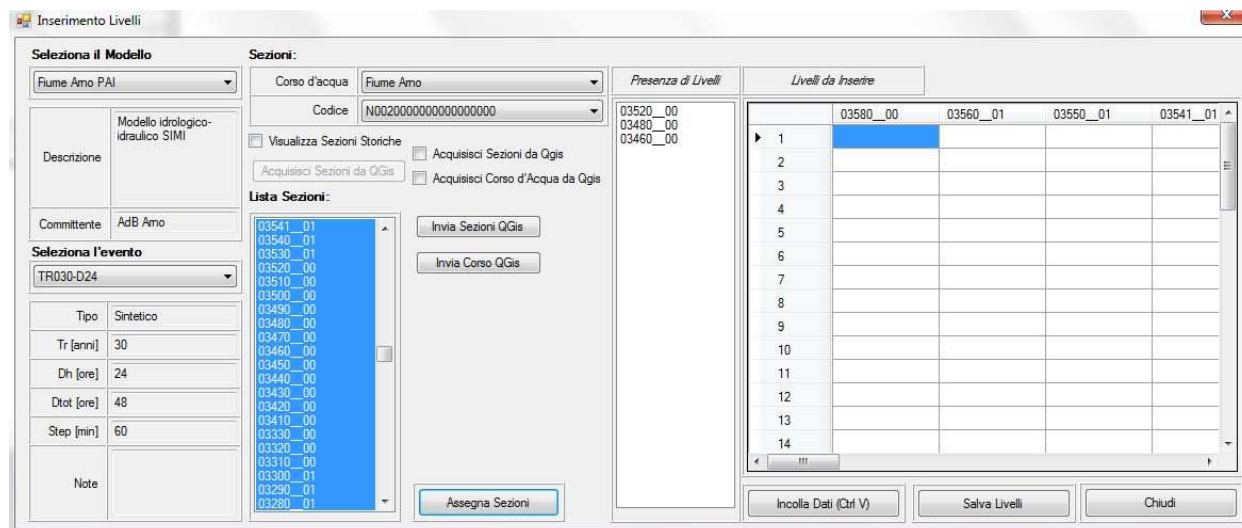 Inserimento Livelli
Seleziona il Modello
Fiume Arno PAI
Descrizione
Modello idrologico-
idraulico SIMI
Committente
AdB Arno
Seleziona l'evento
TR030-D24
Tipo
Sintetico
Tr [anni]
30
Dh [ore]
24
Dtot [ore]
48
Step [min]
60
Note
Sezioni:
Corso d'acqua
Fiume Arno
Codice
N0020000000000000000
Visualizza Sezioni Storiche
Acquisisci Sezioni da QGis
Acquisisci Sezioni da Qgis
Acquisisci Corso d'Acqua da Qgis
Lista Sezioni:
03541__01
03540__01
03530__01
03520__00
03510__00
03500__00
03490__00
03480__00
03470__00
03460__00
03450__00
03440__00
03430__00
03420__00
03410__00
03330__00
03320__00
03310__00
03300__01
03290__01
03280__01
Invia Sezioni QGis
Invia Corso QGis
Assegna Sezioni
Presenza di Livelli
03520__00
03480__00
03460__00
Livelli da Inserire
03580__00 03560__01 03550__01 03541__01
1
2
3
4
5
6
7
8
9
10
11
12
13
14
Incolla Dati (Ctrl V)
Salva Livelli
Chiudi